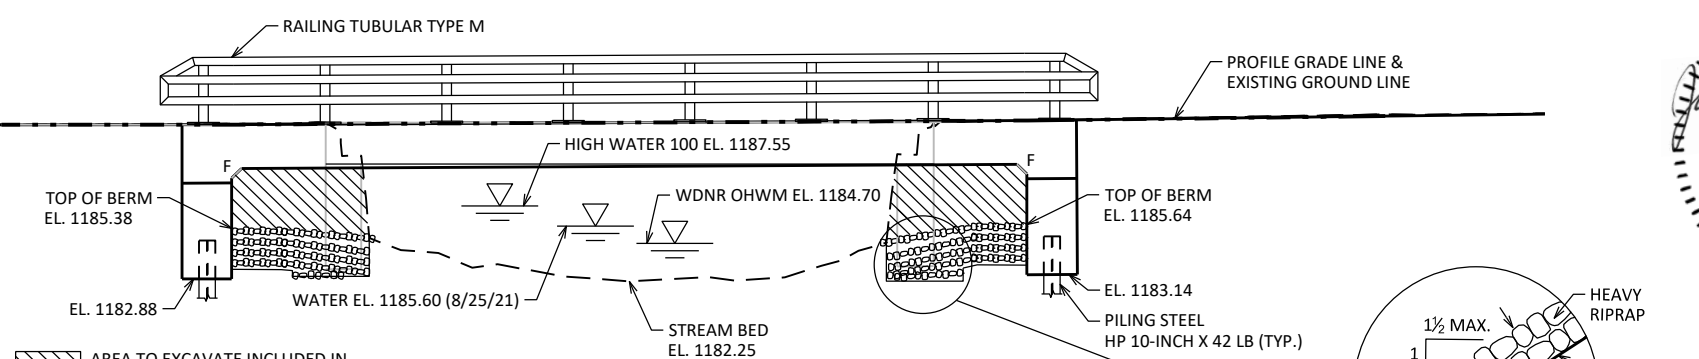 RAILING TUBULAR TYPE M
PROFILE GRADE LINE &
EXISTING GROUND LINE
HIGH WATER 100 EL. 1187.55
F
F
TOP OF BERM
EL. 1185.38
WDNR OHWM EL. 1184.70
TOP OF BERM
EL. 1185.64
EL. 1182.88
WATER EL. 1185.60 (8/25/21)
EL. 1183.14
STREAM BED
EL. 1182.25
PILING STEEL
HP 10-INCH X 42 LB (TYP.)
HEAVY
RIPRAP
1½ MAX.
1
AREA TO EXCAVATE INCLUDED IN